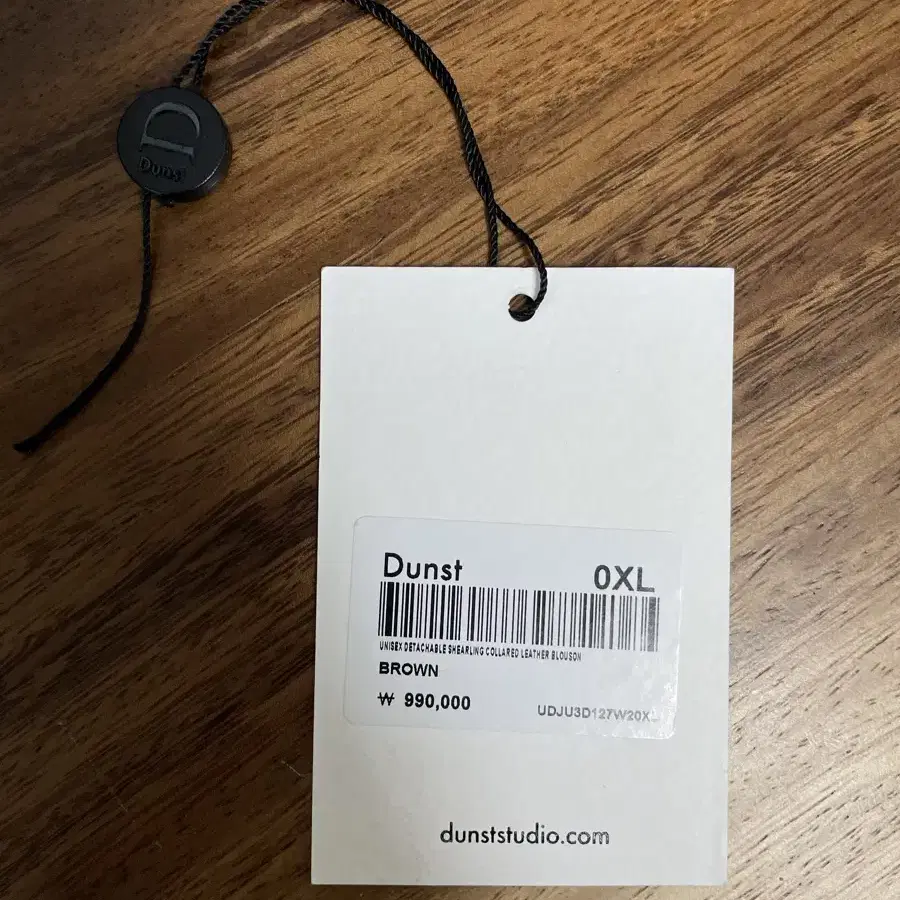 D
Dunst
Dunst
0XL
UNISEX DETACHABLE SHEARLING COLLARED LEATHER BLOUSON
BROWN
₩ 990,000
UDJU3D127W20XL
dunststudio.com